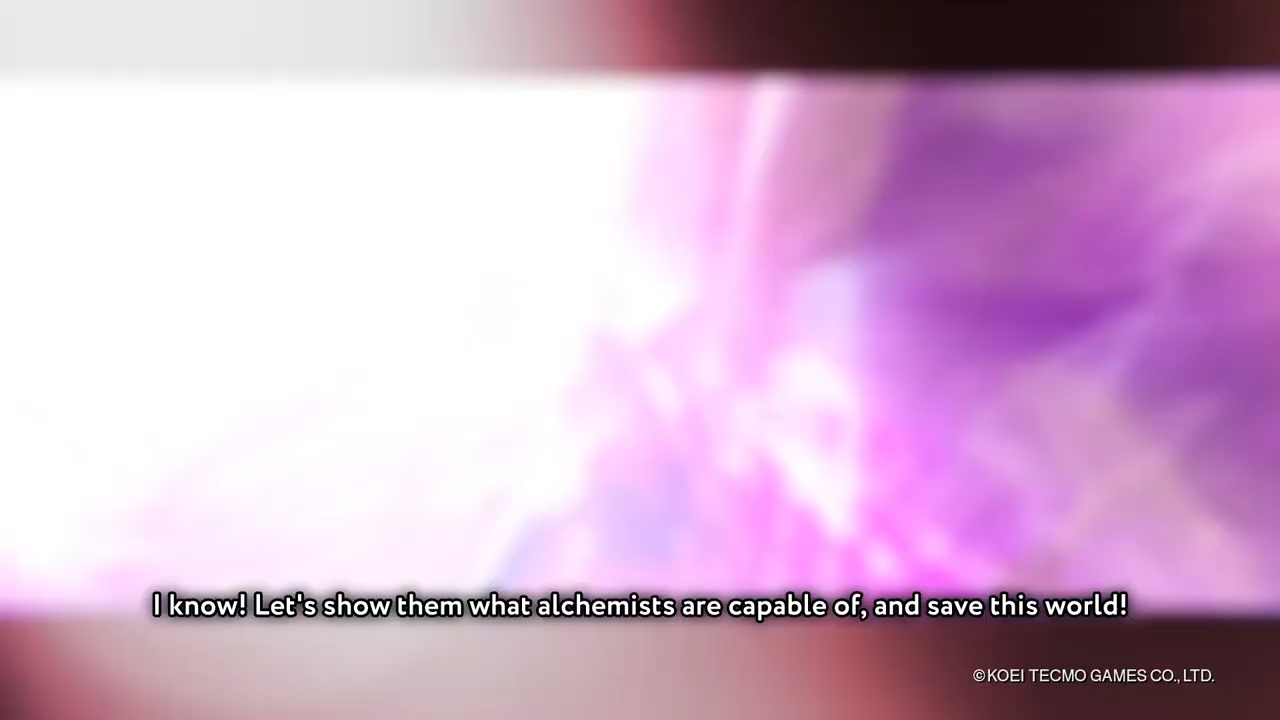 I know! Let's show them what alchemists are capable of, and save this world!
©KOEI TECMO GAMES CO., LTD.